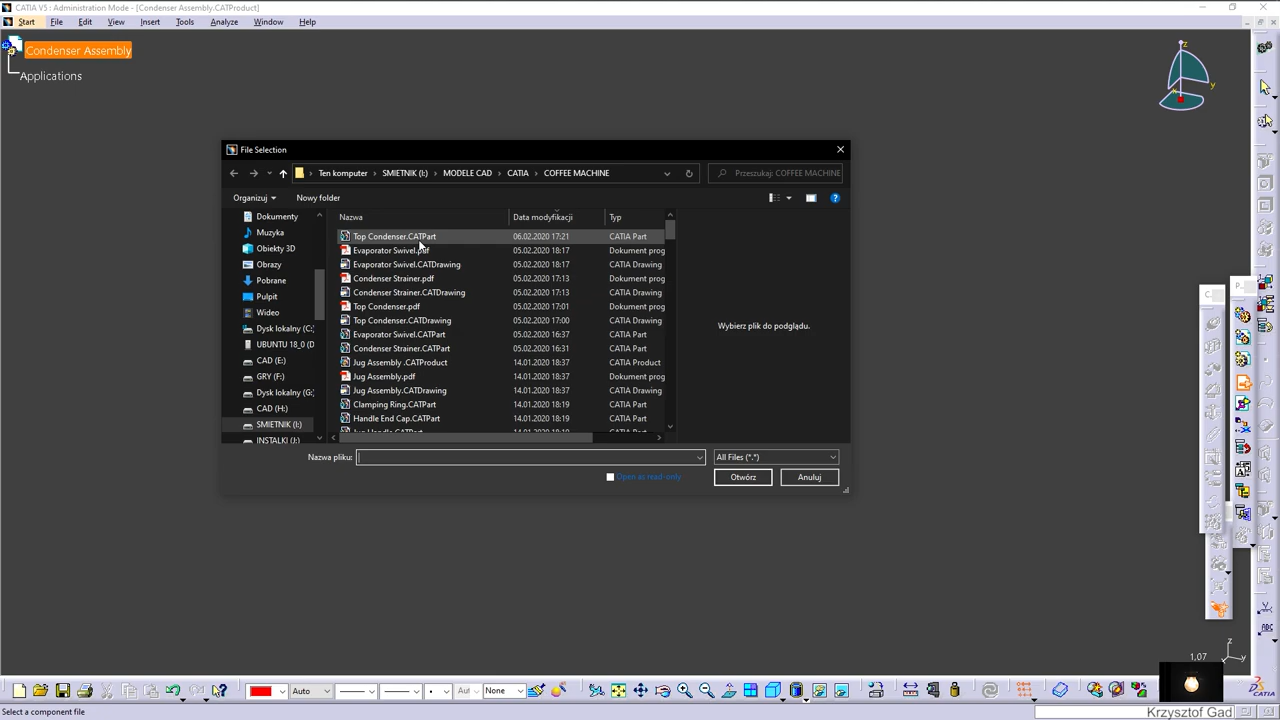 CATIA V5 : Administration Mode - [Condenser Assembly.CATProduct]
Start File Edit View Insert Tools Analyze Window Help
Condenser Assembly
Applications
z
y
x
File Selection
Ten komputer SMIETNIK (I:) MODELE CAD CATIA COFFEE MACHINE Przeszukaj: COFFEE MACHINE
Organizuj Nowy folder
Nazwa Data modyfikacji Typ
Dokumenty
Muzyka
Obiekty 3D
Obrazy
Pobrane
Pulpit
Wideo
Dysk lokalny (C:
UBUNTU 18_0 (D
CAD (E:)
GRY (F:)
Dysk lokalny (G:
CAD (H:)
SMIETNIK (I:)
INSTALKI (J:)
Top Condenser.CATPart 06.02.2020 17:21 CATIA Part
Evaporator Swivel.pdf 05.02.2020 18:17 Dokument prog
Evaporator Swivel.CATDrawing 05.02.2020 18:17 CATIA Drawing
Condenser Strainer.pdf 05.02.2020 17:13 Dokument prog
Condenser Strainer.CATDrawing 05.02.2020 17:13 CATIA Drawing
Top Condenser.pdf 05.02.2020 17:01 Dokument prog
Top Condenser.CATDrawing 05.02.2020 17:00 CATIA Drawing
Evaporator Swivel.CATPart 05.02.2020 16:37 CATIA Part
Condenser Strainer.CATPart 05.02.2020 16:31 CATIA Part
Jug Assembly .CATProduct 14.01.2020 18:37 CATIA Product
Jug Assembly.pdf 14.01.2020 18:37 Dokument prog
Jug Assembly.CATDrawing 14.01.2020 18:37 CATIA Drawing
Clamping Ring.CATPart 14.01.2020 18:19 CATIA Part
Handle End Cap.CATPart 14.01.2020 18:19 CATIA Part
Wybierz plik do podglądu.
Nazwa pliku: All Files (*.*)
Open as read-only Otwórz Anuluj
C..
P..
ABC
1,07
z
y
Auto Aut None
CATIA
Select a component file
Krzysztof Gad